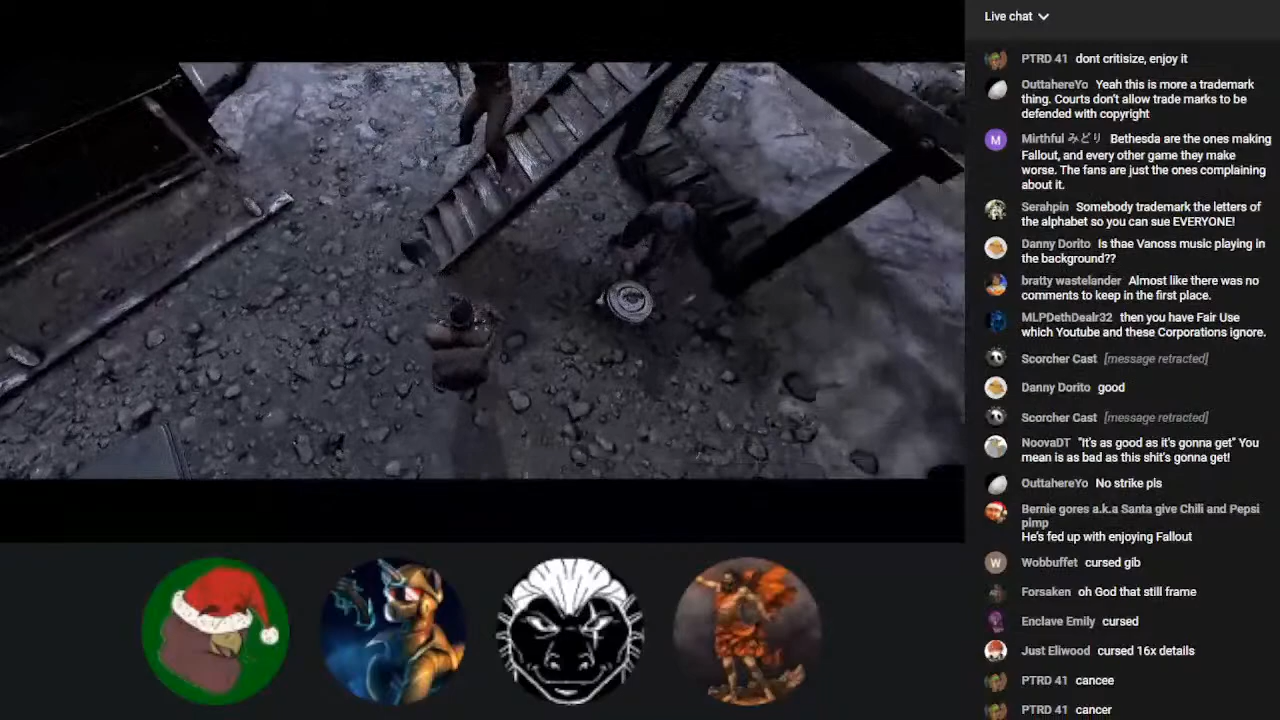 Live chat
PTRD 41 dont critisize, enjoy it
OuttahereYo Yeah this is more a trademark
thing. Courts don't allow trade marks to be
defended with copyright
M
Mirthful みどり Bethesda are the ones making
Fallout, and every other game they make
worse. The fans are just the ones complaining
about it.
Serahpin Somebody trademark the letters of
the alphabet so you can sue EVERYONE!
Danny Dorito Is thae Vanoss music playing in
the background??
bratty wastelander Almost like there was no
comments to keep in the first place.
MLPDethDealr32 then you have Fair Use
which Youtube and these Corporations ignore.
Scorcher Cast [message retracted]
Danny Dorito good
Scorcher Cast [message retracted]
NoovaDT "It's as good as it's gonna get" You
mean is as bad as this shit's gonna get!
OuttahereYo No strike pls
Bernie gores a.k.a Santa give Chili and Pepsi
pimp
He's fed up with enjoying Fallout
W
Wobbuffet cursed gib
Forsaken oh God that still frame
Enclave Emily cursed
Just Eliwood cursed 16x details
PTRD 41 cancee
PTRD 41 cancer